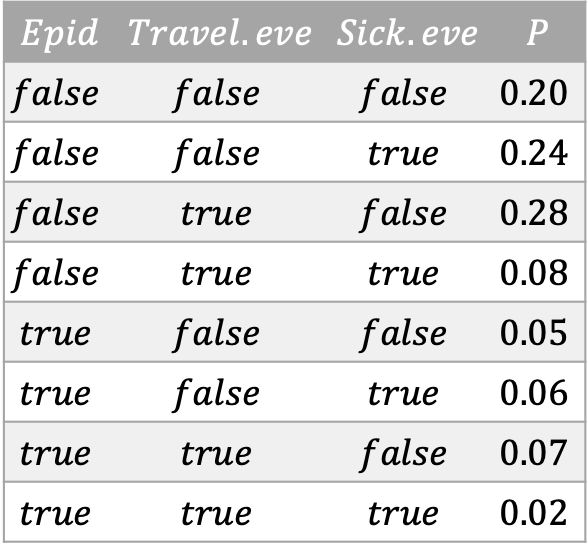 Epid Travel.eve Sick.eve P
false false false 0.20
false false true 0.24
false true false 0.28
false true true 0.08
true false false 0.05
true false true 0.06
true true false 0.07
true true true 0.02